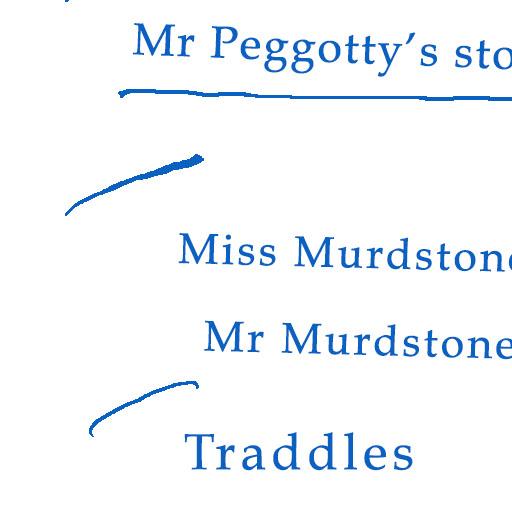 Mr Peggotty’s sto
Miss Murdstone
Mr Murdstone
Traddles